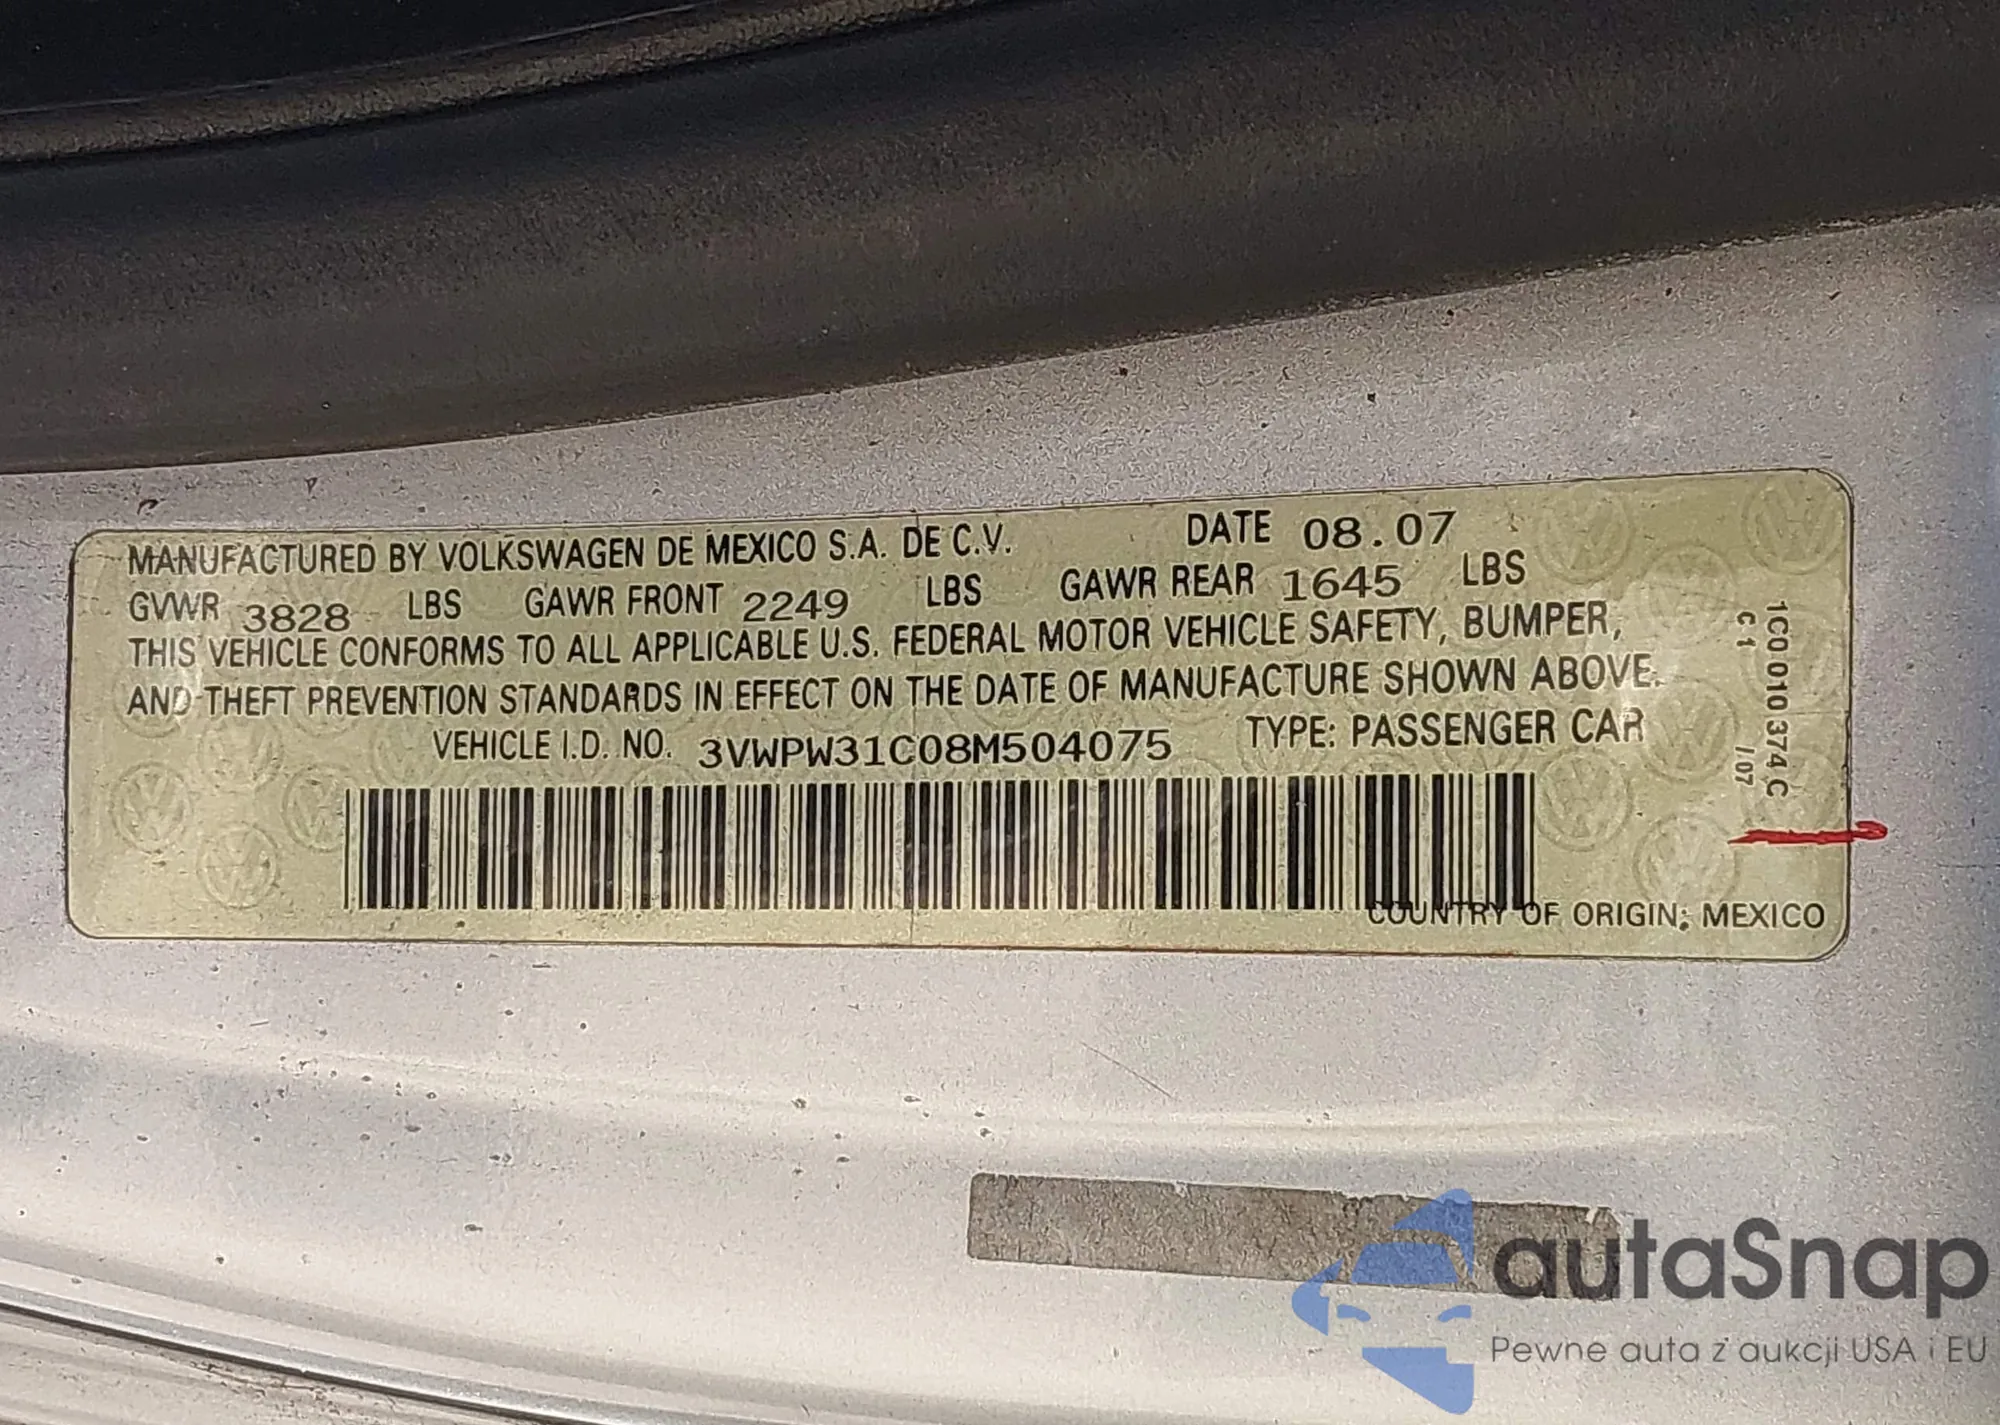 MANUFACTURED BY VOLKSWAGEN DE MEXICO S.A. DE C.V. DATE 08.07
GVWR 3828 LBS GAWR FRONT 2249 LBS GAWR REAR 1645 LBS
THIS VEHICLE CONFORMS TO ALL APPLICABLE U.S. FEDERAL MOTOR VEHICLE SAFETY, BUMPER,
AND THEFT PREVENTION STANDARDS IN EFFECT ON THE DATE OF MANUFACTURE SHOWN ABOVE.
VEHICLE I.D. NO. 3VWPW31C08M504075 TYPE: PASSENGER CAR
COUNTRY OF ORIGIN: MEXICO
1C0 010 374 C
C 1 / 07
autaSnap
Pewne auta z aukcji USA i EU